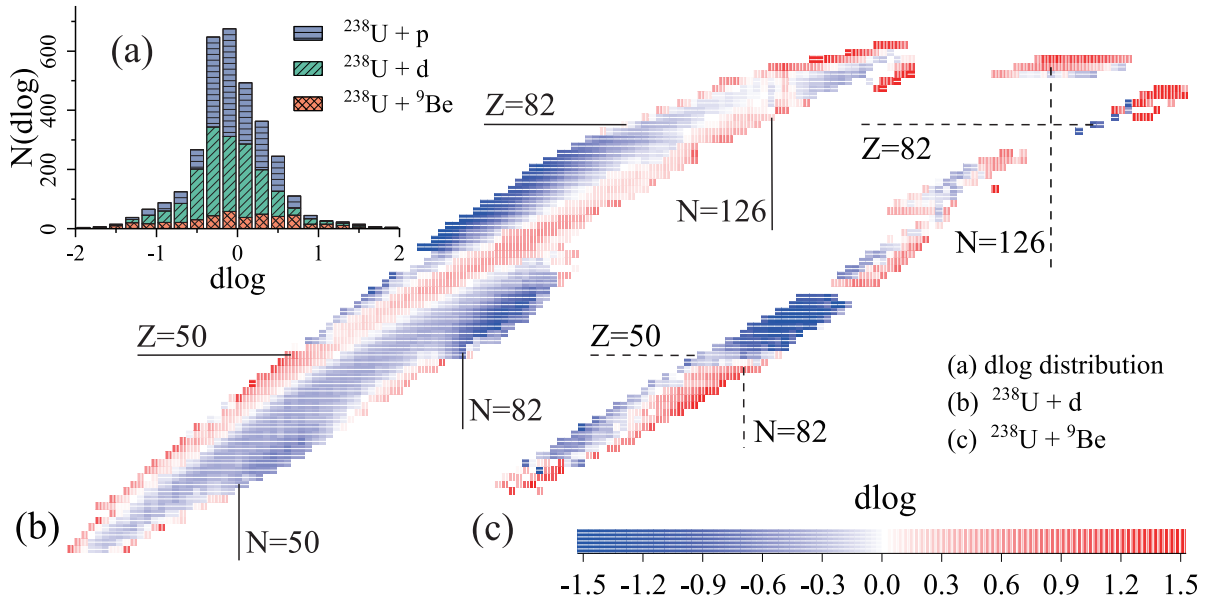 (a)
²³⁸U + p
²³⁸U + d
²³⁸U + ⁹Be
N(dlog)
600
400
200
0
-2 -1 0 1 2
dlog
Z=82
N=126
Z=82
N=126
Z=50
N=82
N=50
(b)
Z=50
N=82
(c)
(a) dlog distribution
(b) ²³⁸U + d
(c) ²³⁸U + ⁹Be
dlog
-1.5 -1.2 -0.9 -0.6 -0.3 0.0 0.3 0.6 0.9 1.2 1.5